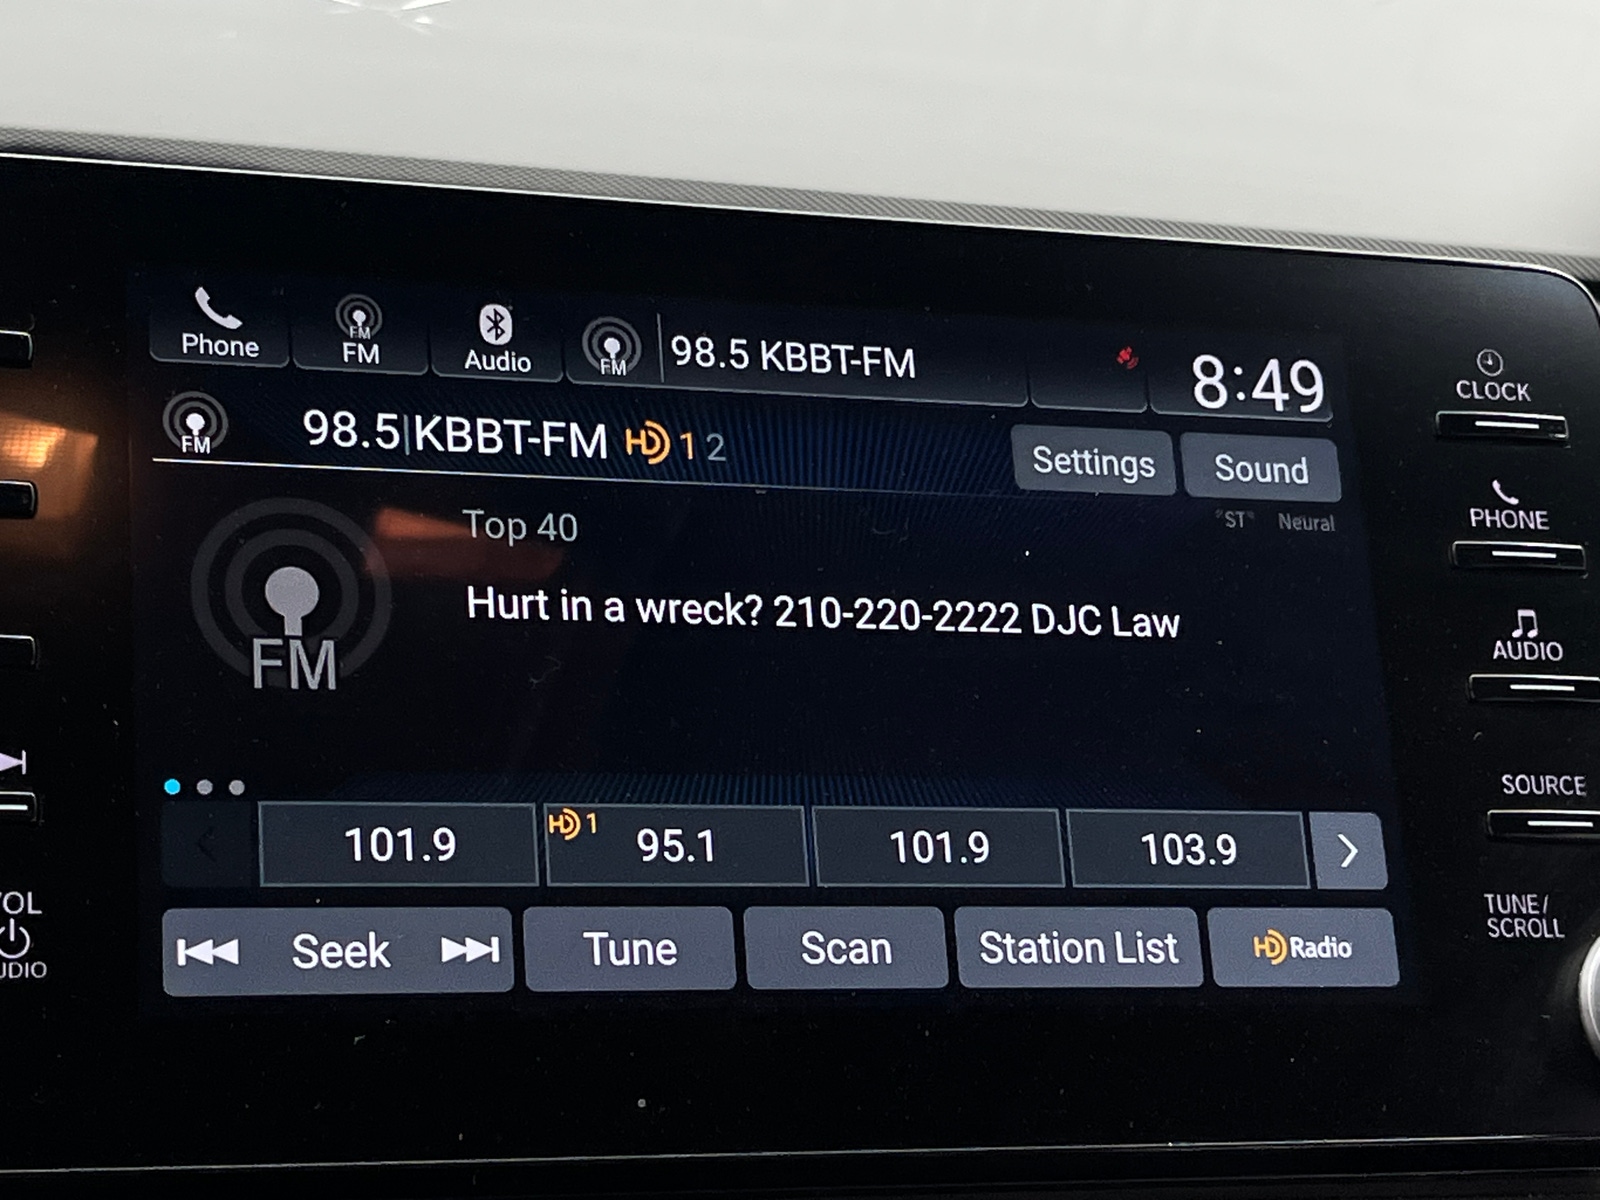 Phone
FM
FM
Audio
FM
98.5 KBBT-FM
8:49
CLOCK
FM
98.5|KBBT-FM HD 1 2
Settings
Sound
PHONE
Top 40
"ST" Neural
FM
Hurt in a wreck? 210-220-2222 DJC Law
AUDIO
SOURCE
101.9
HD 1 95.1
101.9
103.9
>
VOL
UDIO
Seek
Tune
Scan
Station List
HD Radio
TUNE/
SCROLL